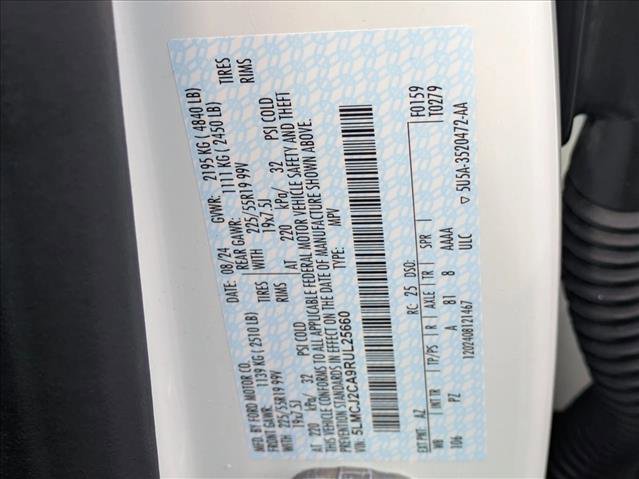 MFD. BY FORD MOTOR CO.
DATE: 08/24 GVWR: 2195 KG ( 4840 LB)
FRONT GAWR: 1139 KG (2510 LB) REAR GAWR: 1111 KG ( 2450 LB)
WITH 225/55R19 99V TIRES WITH 225/55R19 99V TIRES
19x7.5J RIMS 19x7.5J RIMS
AT 220 kPa/ 32 PSI COLD AT 220 kPa/ 32 PSI COLD
THIS VEHICLE CONFORMS TO ALL APPLICABLE FEDERAL MOTOR VEHICLE SAFETY AND THEFT
PREVENTION STANDARDS IN EFFECT ON THE DATE OF MANUFACTURE SHOWN ABOVE.
5LMCJ2CA9RUL25660 TYPE: MPV
F0159
T0279
EXT PNT: AZ RC: 25 DSO:
WB INT TR TP/PS R AXLE TR SPR
106 PZ A 81 8 AAAA
1202408121467 ULC ▽ 5U5A-3520472-AA